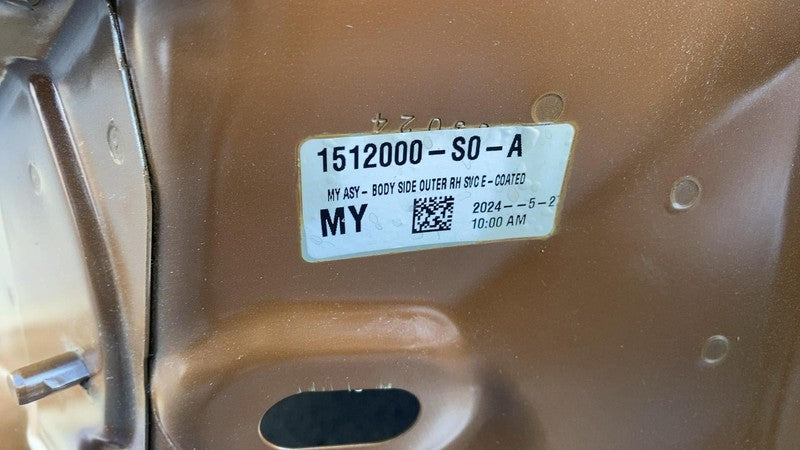 1512000-S0-A
MY ASY- BODY SIDE OUTER RH SVC E-COATED
MY
2024--5-2
10:00 AM